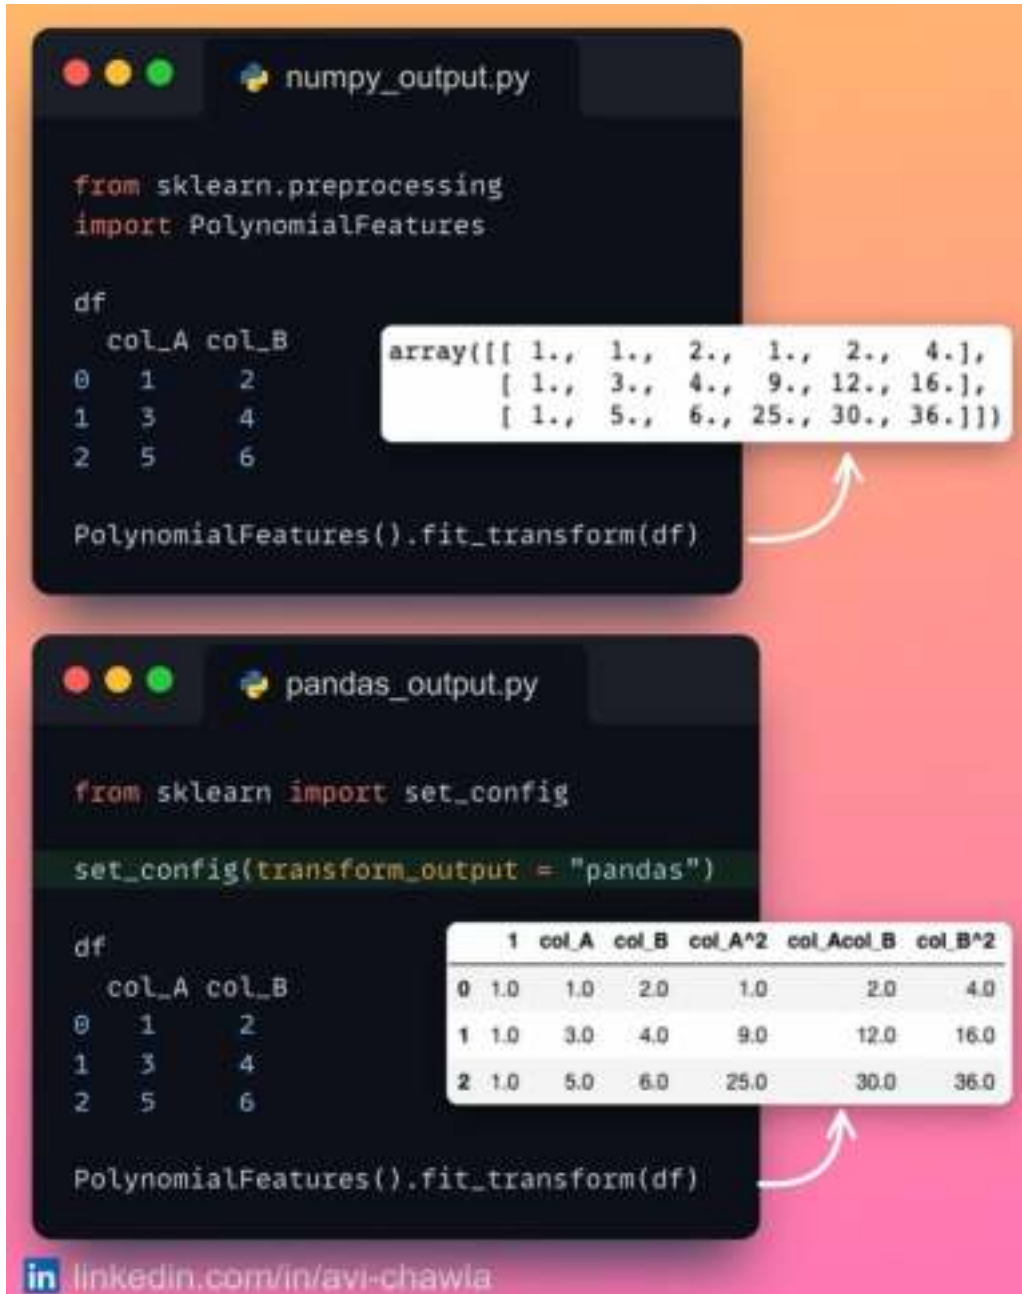 numpy_output.py
from sklearn.preprocessing
import PolynomialFeatures
df
col_A col_B
0 1 2
1 3 4
2 5 6
array([[ 1., 1., 2., 1., 2., 4.],
[ 1., 3., 4., 9., 12., 16.],
[ 1., 5., 6., 25., 30., 36.]])
PolynomialFeatures().fit_transform(df)
pandas_output.py
from sklearn import set_config
set_config(transform_output = "pandas")
df
col_A col_B
0 1 2
1 3 4
2 5 6
1 col_A col_B col_A^2 col_Acol_B col_B^2
0 1.0 1.0 2.0 1.0 2.0 4.0
1 1.0 3.0 4.0 9.0 12.0 16.0
2 1.0 5.0 6.0 25.0 30.0 36.0
PolynomialFeatures().fit_transform(df)
in linkedin.com/in/avi-chawla